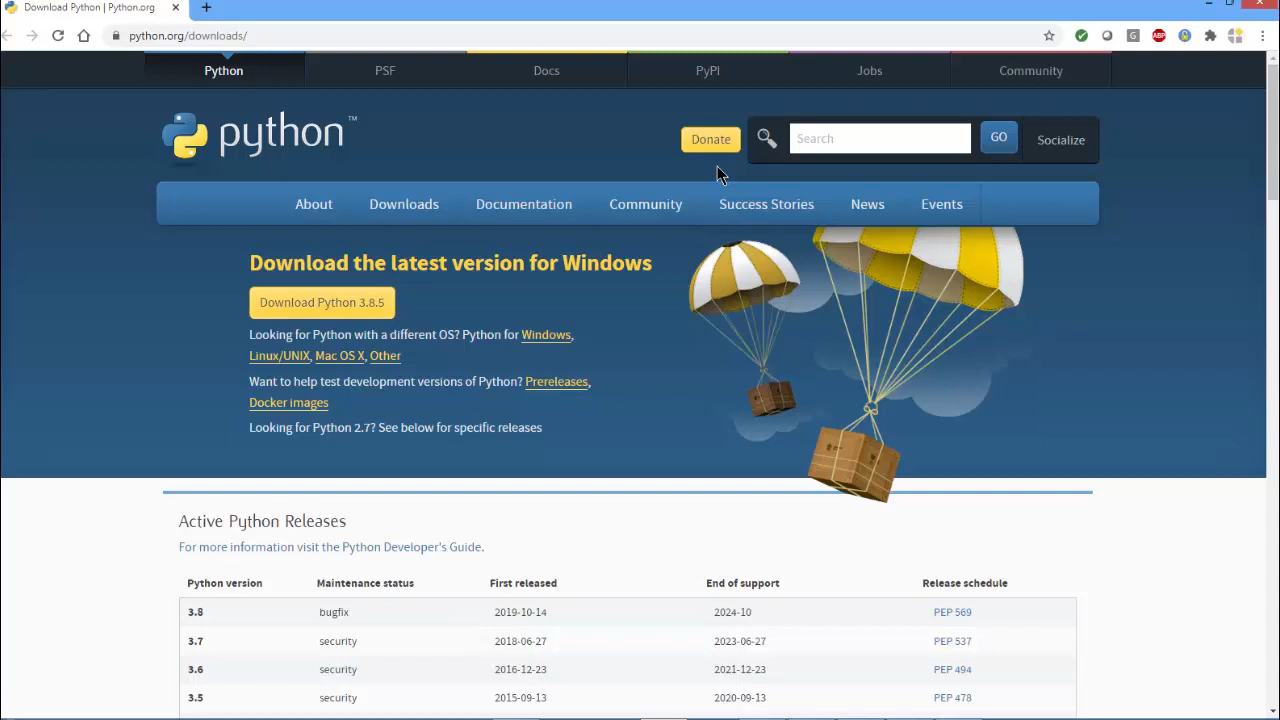 Download Python | Python.org
python.org/downloads/
Python PSF Docs PyPI Jobs Community
python™
Donate Search GO Socialize
About Downloads Documentation Community Success Stories News Events
Download the latest version for Windows
Download Python 3.8.5
Looking for Python with a different OS? Python for Windows,
Linux/UNIX, Mac OS X, Other
Want to help test development versions of Python? Prereleases,
Docker images
Looking for Python 2.7? See below for specific releases
Active Python Releases
For more information visit the Python Developer's Guide.
Python version Maintenance status First released End of support Release schedule
3.8 bugfix 2019-10-14 2024-10 PEP 569
3.7 security 2018-06-27 2023-06-27 PEP 537
3.6 security 2016-12-23 2021-12-23 PEP 494
3.5 security 2015-09-13 2020-09-13 PEP 478